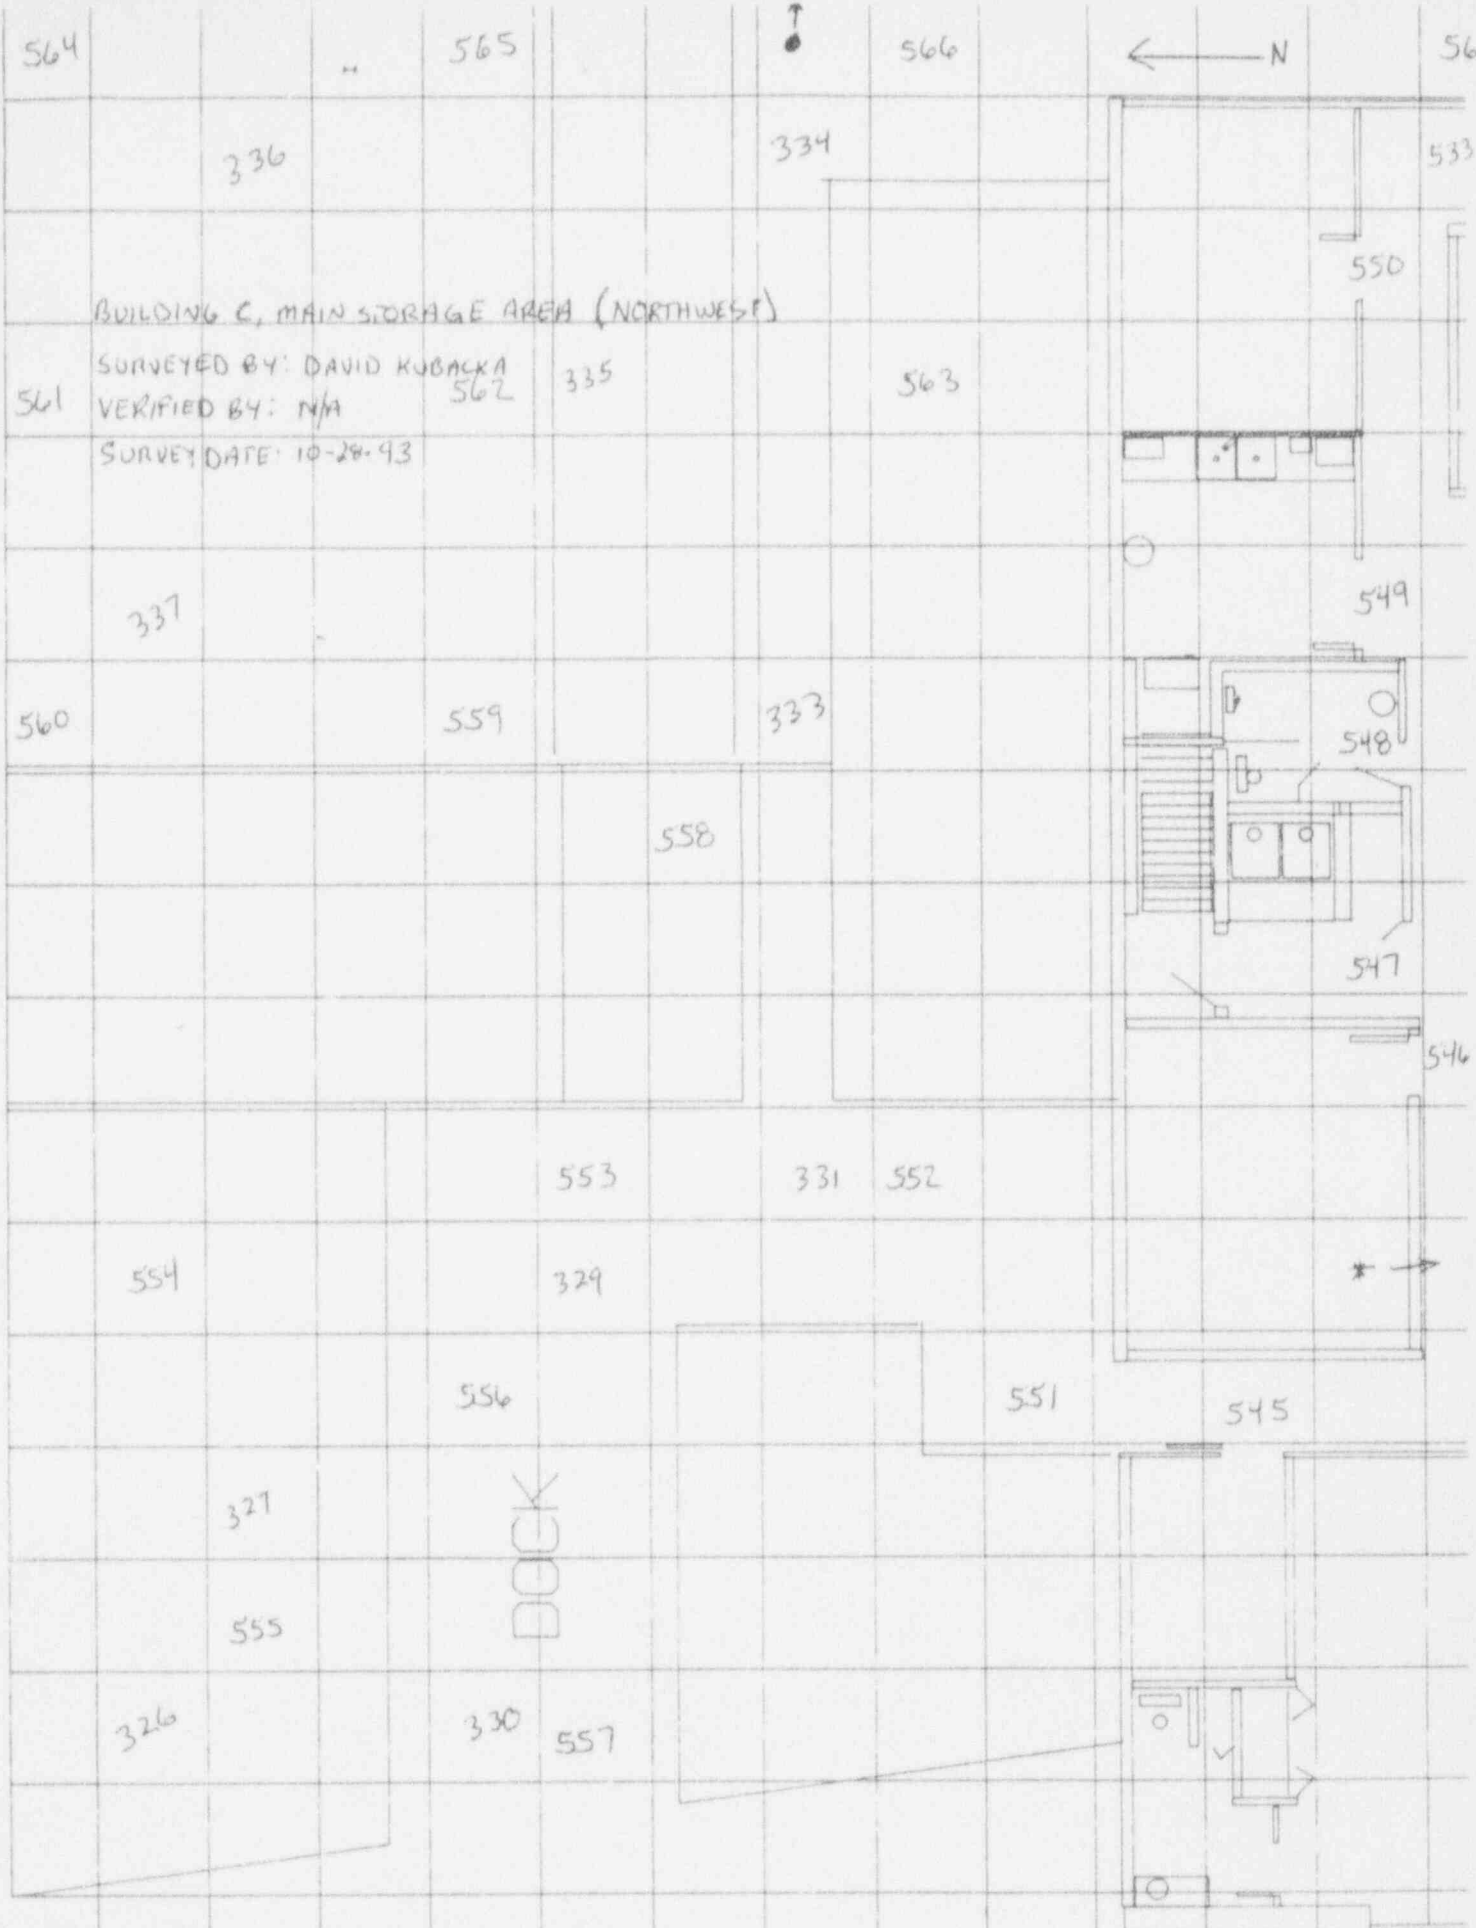 564 565 566 N 56
336 334 533
550
BUILDING C, MAIN STORAGE AREA (NORTHWEST)
SURVEYED BY: DAVID KUBACKA
561 562 335 563
VERIFIED BY: N/A
SURVEY DATE: 10-28-93
337 549
560 559 333 548
558
547
546
553 331 552
554 329
556 551 545
327
DOCK
555
326 330 557